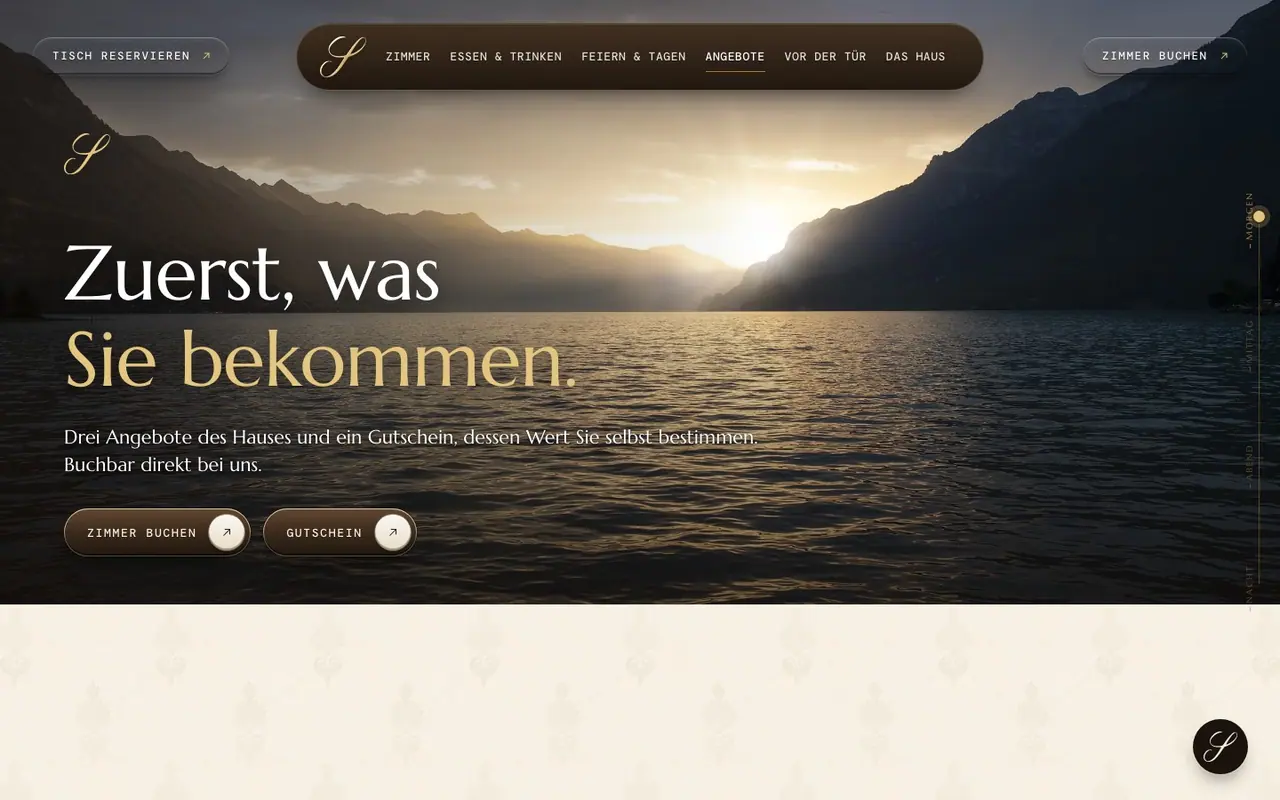 TISCH RESERVIEREN ↗
S ZIMMER ESSEN & TRINKEN FEIERN & TAGEN ANGEBOTE VOR DER TÜR DAS HAUS
ZIMMER BUCHEN ↗
S
Zuerst, was
Sie bekommen.
Drei Angebote des Hauses und ein Gutschein, dessen Wert Sie selbst bestimmen.
Buchbar direkt bei uns.
ZIMMER BUCHEN ↗
GUTSCHEIN ↗
MORGEN
ABEND
NACHT
S